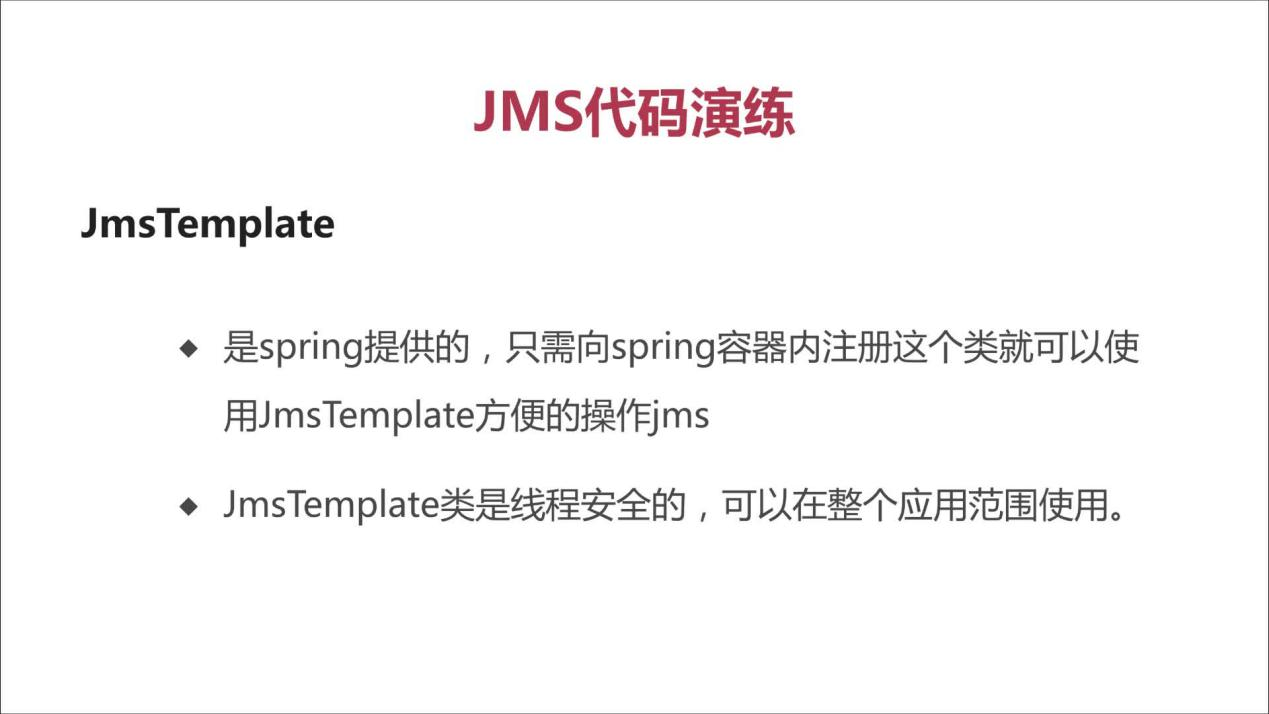 JMS代码演练
JmsTemplate
◆ 是spring提供的，只需向spring容器内注册这个类就可以使
用JmsTemplate方便的操作jms
◆ JmsTemplate类是线程安全的，可以在整个应用范围使用。